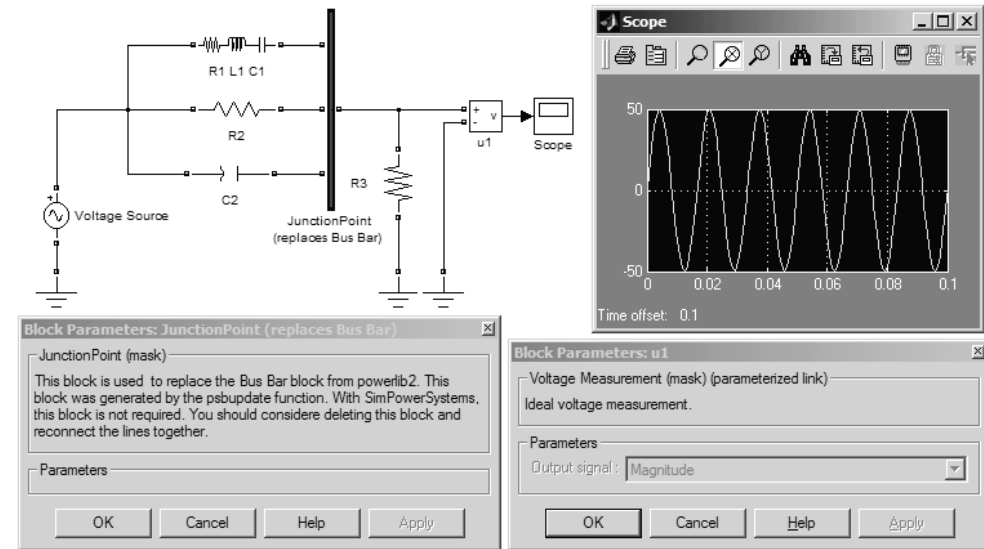 R1 L1 C1
R2
C2
Voltage Source
JunctionPoint
(replaces Bus Bar)
R3
+
-
v
u1
Scope
+
Scope
50
0
-50
0
0.02
0.04
0.06
0.08
0.1
Time offset: 0.1
Block Parameters: JunctionPoint (replaces Bus Bar)
JunctionPoint (mask)
This block is used to replace the Bus Bar block from powerlib2. This
block was generated by the psbupdate function. With SimPowerSystems,
this block is not required. You should considere deleting this block and
reconnect the lines together.
Parameters
OK
Cancel
Help
Apply
Block Parameters: u1
Voltage Measurement (mask) (parameterized link)
Ideal voltage measurement.
Parameters
Output signal : Magnitude
OK
Cancel
Help
Apply